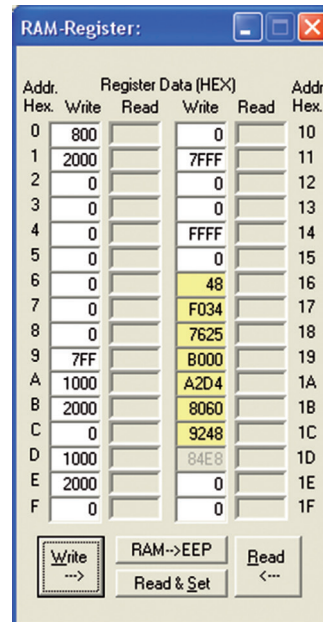 RAM-Register:
Addr. Register Data (HEX) Addr
Hex. Write Read Write Read Hex.
0 800 0 10
1 2000 7FFF 11
2 0 0 12
3 0 0 13
4 0 FFFF 14
5 0 0 15
6 0 48 16
7 0 F034 17
8 0 7625 18
9 7FF B000 19
A 1000 A2D4 1A
B 2000 8060 1B
C 0 9248 1C
D 1000 84E8 1D
E 2000 0 1E
F 0 0 1F
Write RAM-->EEP Read
---> Read & Set <---